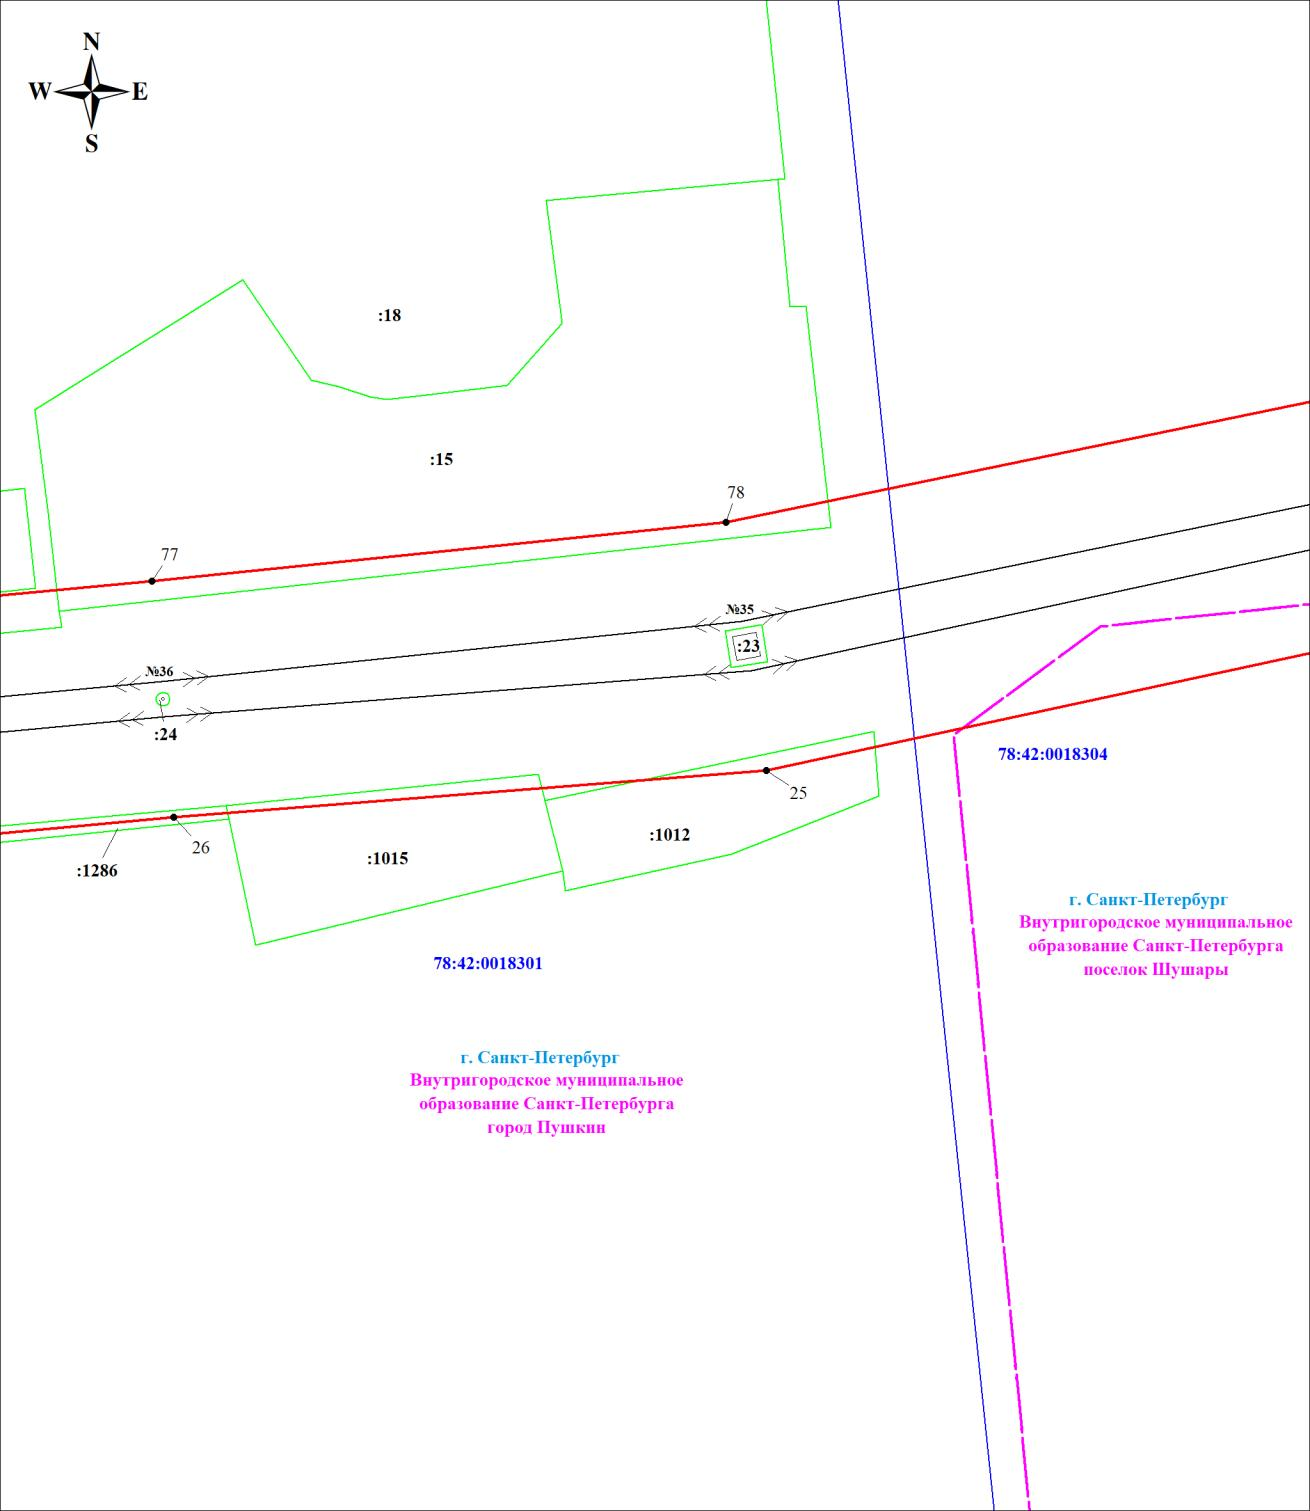 N
W E
S
:18
:15
78
77
№35
:23
№36
:24
78:42:0018304
25
:1012
26
:1015
:1286
г. Санкт-Петербург
Внутригородское муниципальное
образование Санкт-Петербурга
поселок Шушары
78:42:0018301
г. Санкт-Петербург
Внутригородское муниципальное
образование Санкт-Петербурга
город Пушкин